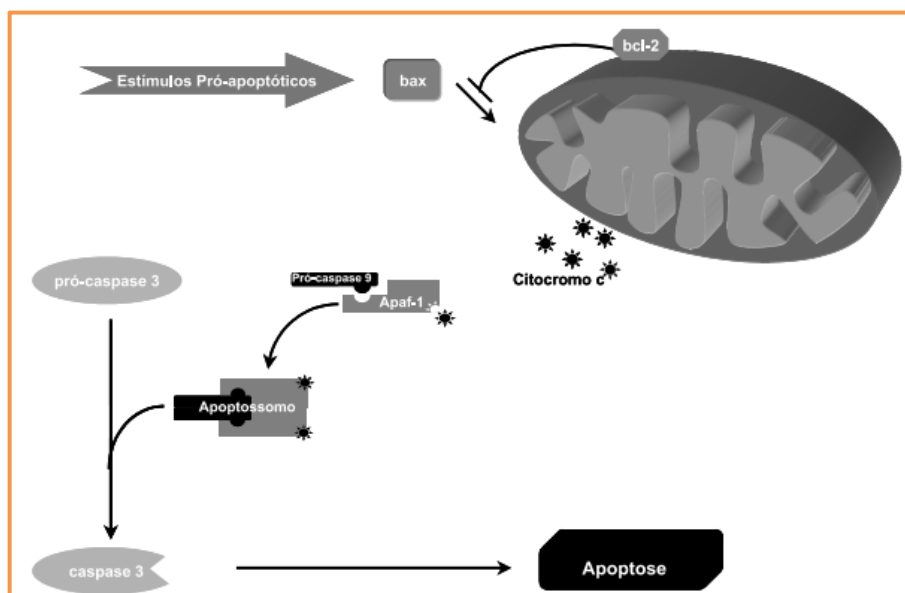 bcl-2
Estímulos Pró-apoptóticos
bax
Citocromo c
pró-caspase 3
Pró-caspase 9
Apaf-1
Apoptossomo
caspase 3
Apoptose